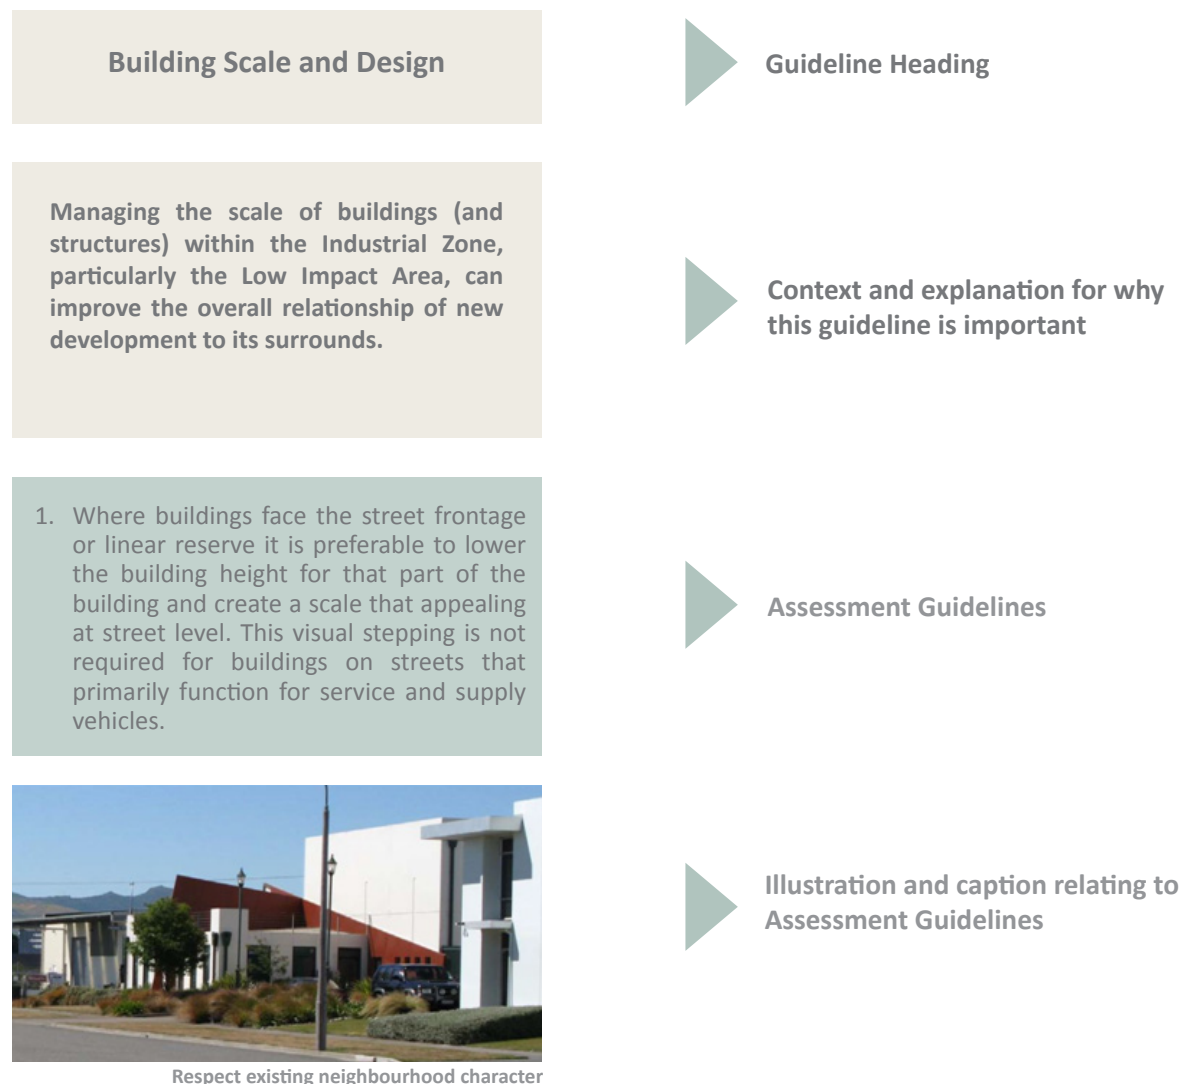 Building Scale and Design
Guideline Heading
Managing the scale of buildings (and
structures) within the Industrial Zone,
particularly the Low Impact Area, can
improve the overall relationship of new
development to its surrounds.
Context and explanation for why
this guideline is important
1. Where buildings face the street frontage
or linear reserve it is preferable to lower
the building height for that part of the
building and create a scale that appealing
at street level. This visual stepping is not
required for buildings on streets that
primarily function for service and supply
vehicles.
Assessment Guidelines
Illustration and caption relating to
Assessment Guidelines
Respect existing neighbourhood character